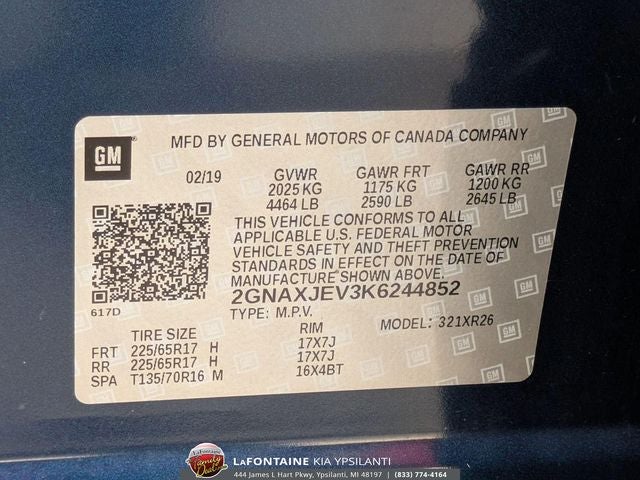 GM
MFD BY GENERAL MOTORS OF CANADA COMPANY
02/19 GVWR GAWR FRT GAWR RR
2025 KG 1175 KG 1200 KG
4464 LB 2590 LB 2645 LB
THIS VEHICLE CONFORMS TO ALL
APPLICABLE U.S. FEDERAL MOTOR
VEHICLE SAFETY AND THEFT PREVENTION
STANDARDS IN EFFECT ON THE DATE OF
MANUFACTURE SHOWN ABOVE.
2GNAXJEV3K6244852
617D
TYPE: M.P.V. MODEL: 321XR26
TIRE SIZE RIM
FRT 225/65R17 H 17X7J
RR 225/65R17 H 17X7J
SPA T135/70R16 M 16X4BT
LaFontaine
Family
Deal
LAFONTAINE KIA YPSILANTI
444 James L Hart Pkwy, Ypsilanti, MI 48197 | (833) 774-4164